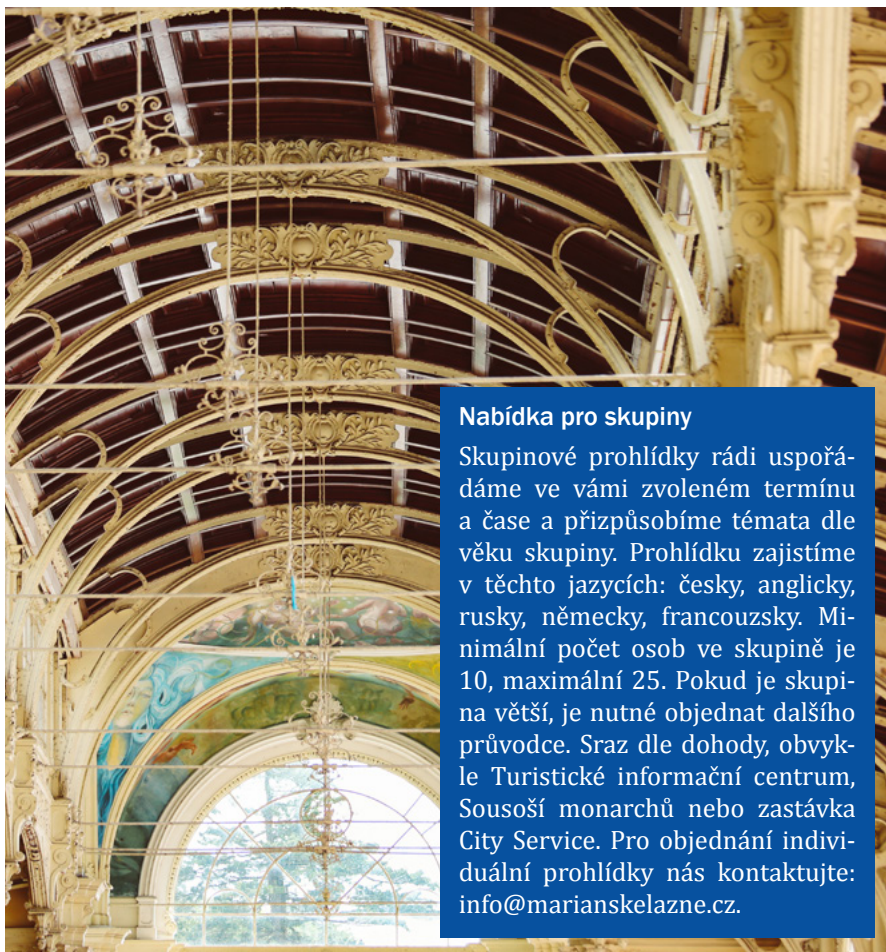 Nabídka pro skupiny
Skupinové prohlídky rádi uspořá-
dáme ve vámi zvoleném termínu
a čase a přizpůsobíme témata dle
věku skupiny. Prohlídku zajistíme
v těchto jazycích: česky, anglicky,
rusky, německy, francouzsky. Mi-
nimální počet osob ve skupině je
10, maximální 25. Pokud je skupi-
na větší, je nutné objednat dalšího
průvodce. Sraz dle dohody, obvyk-
le Turistické informační centrum,
Sousoší monarchů nebo zastávka
City Service. Pro objednání indivi-
duální prohlídky nás kontaktujte:
info@marianskelazne.cz.